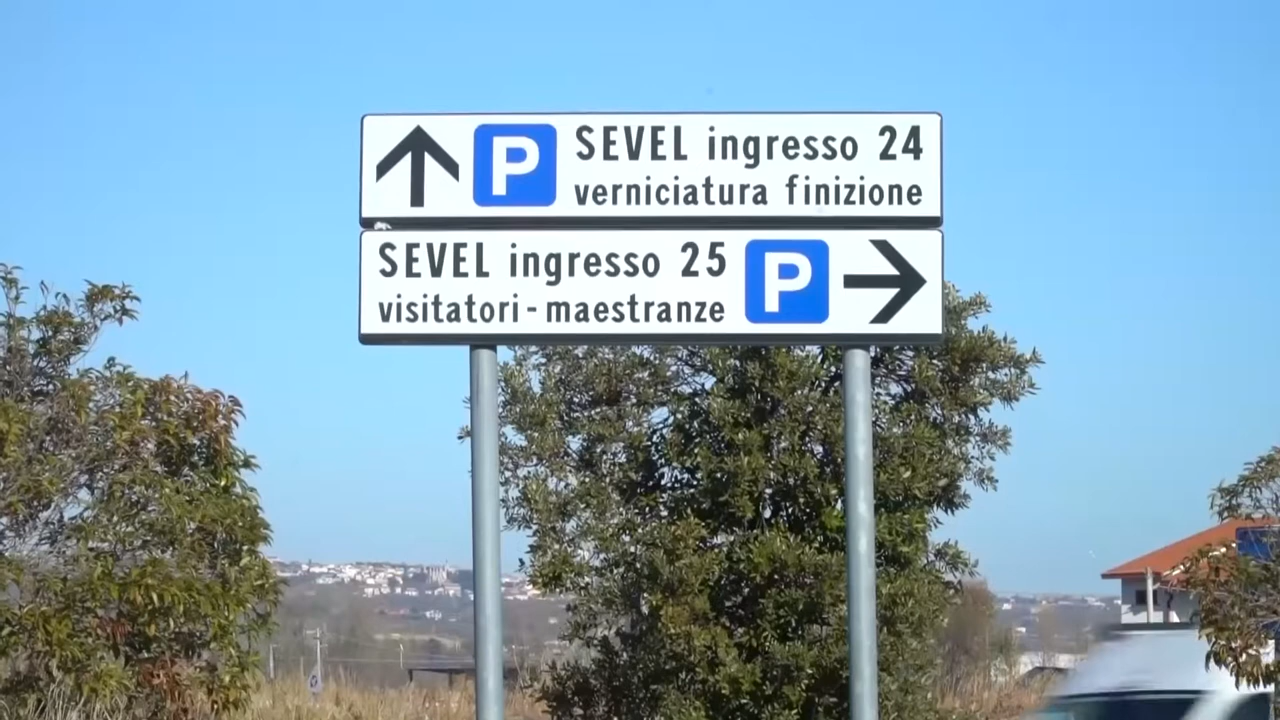 P SEVEL ingresso 24
verniciatura finizione
SEVEL ingresso 25 P
visitatori - maestranze